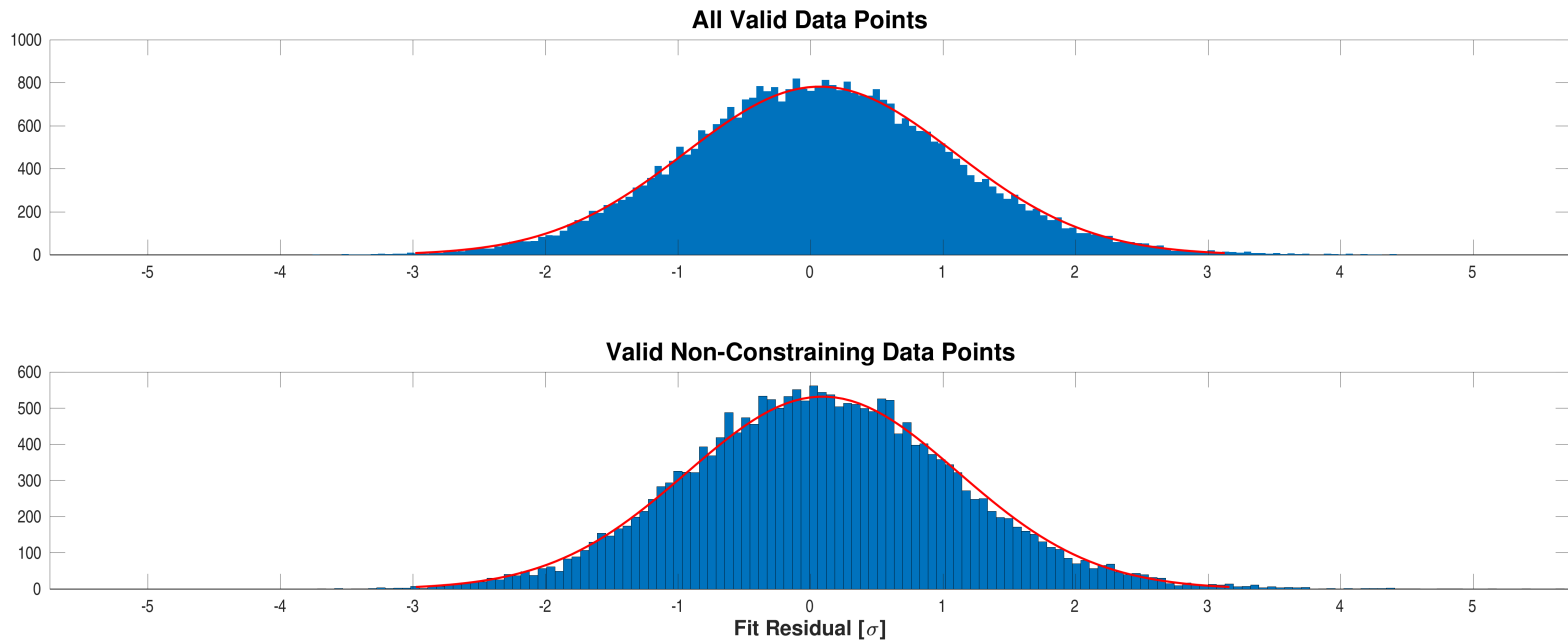 All Valid Data Points
1000
800
600
400
200
0
-5 -4 -3 -2 -1 0 1 2 3 4 5
Valid Non-Constraining Data Points
600
500
400
300
200
100
0
-5 -4 -3 -2 -1 0 1 2 3 4 5
Fit Residual [σ]